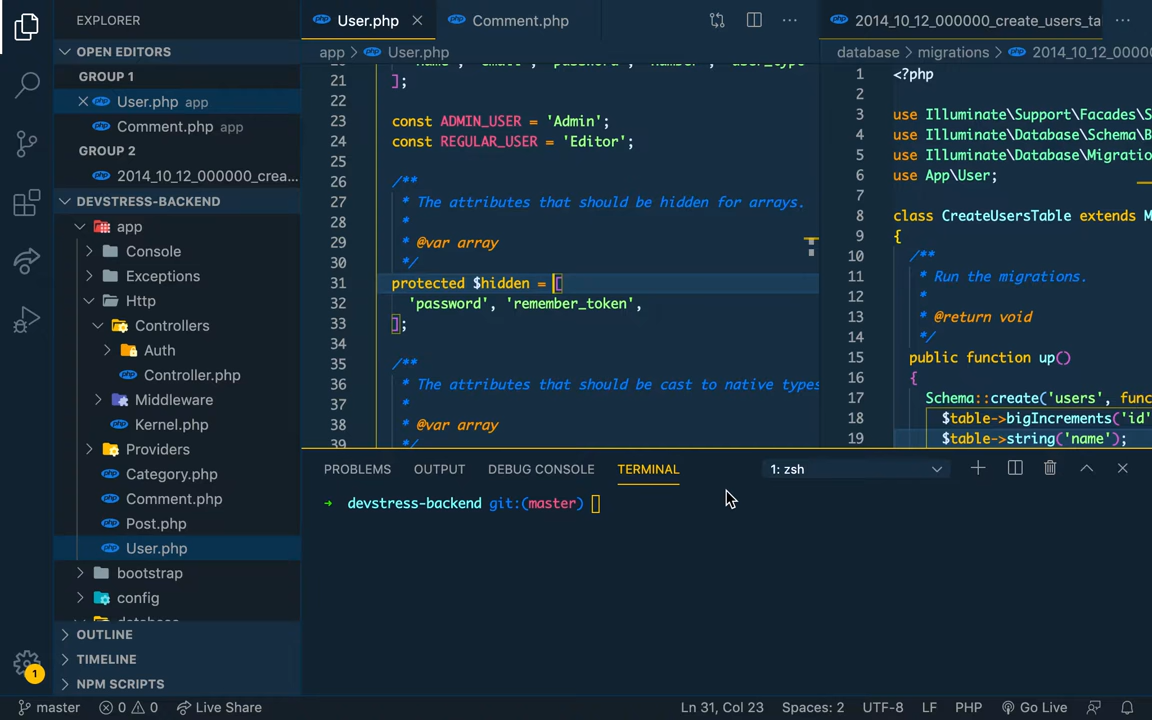 EXPLORER
OPEN EDITORS
GROUP 1
User.php app
Comment.php app
GROUP 2
2014_10_12_000000_crea...
DEVSTRESS-BACKEND
app
Console
Exceptions
Http
Controllers
Auth
Controller.php
Middleware
Kernel.php
Providers
Category.php
Comment.php
Post.php
User.php
bootstrap
config
database
OUTLINE
TIMELINE
NPM SCRIPTS
User.php
Comment.php
app > User.php
21 ];
22
23 const ADMIN_USER = 'Admin';
24 const REGULAR_USER = 'Editor';
25
26 /**
27 * The attributes that should be hidden for arrays.
28 *
29 * @var array
30 */
31 protected $hidden = [
32 'password', 'remember_token',
33 ];
34
35 /**
36 * The attributes that should be cast to native types
37 *
38 * @var array
39 */
2014_10_12_000000_create_users_ta
database > migrations > 2014_10_12_0000
1 <?php
2
3 use Illuminate\Support\Facades\S
4 use Illuminate\Database\Schema\B
5 use Illuminate\Database\Migratio
6 use App\User;
7
8 class CreateUsersTable extends M
9 {
10 /**
11 * Run the migrations.
12 *
13 * @return void
14 */
15 public function up()
16 {
17 Schema::create('users', func
18 $table->bigIncrements('id'
19 $table->string('name');
PROBLEMS OUTPUT DEBUG CONSOLE TERMINAL 1: zsh
→ devstress-backend git:(master)
1
master 0 0 Live Share Ln 31, Col 23 Spaces: 2 UTF-8 LF PHP Go Live